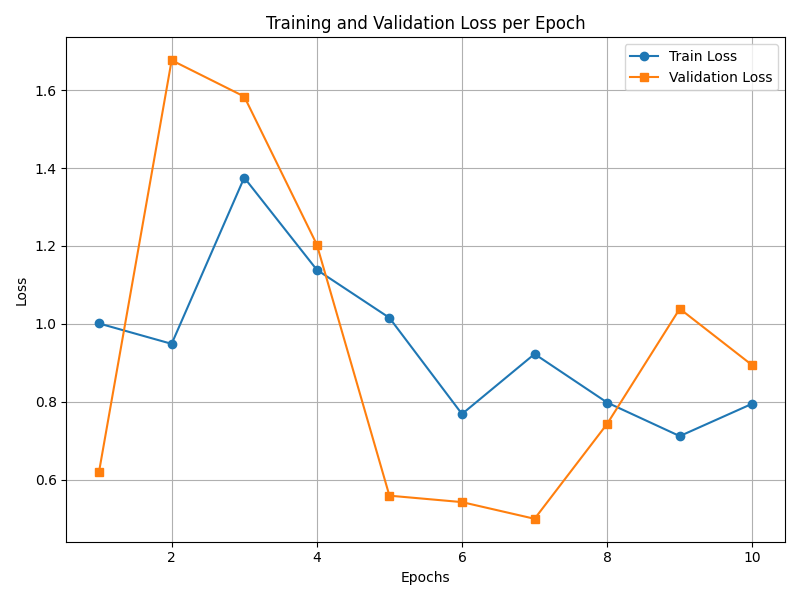 Training and Validation Loss per Epoch
Train Loss
Validation Loss
1.6
1.4
1.2
1.0
0.8
0.6
Loss
2 4 6 8 10
Epochs